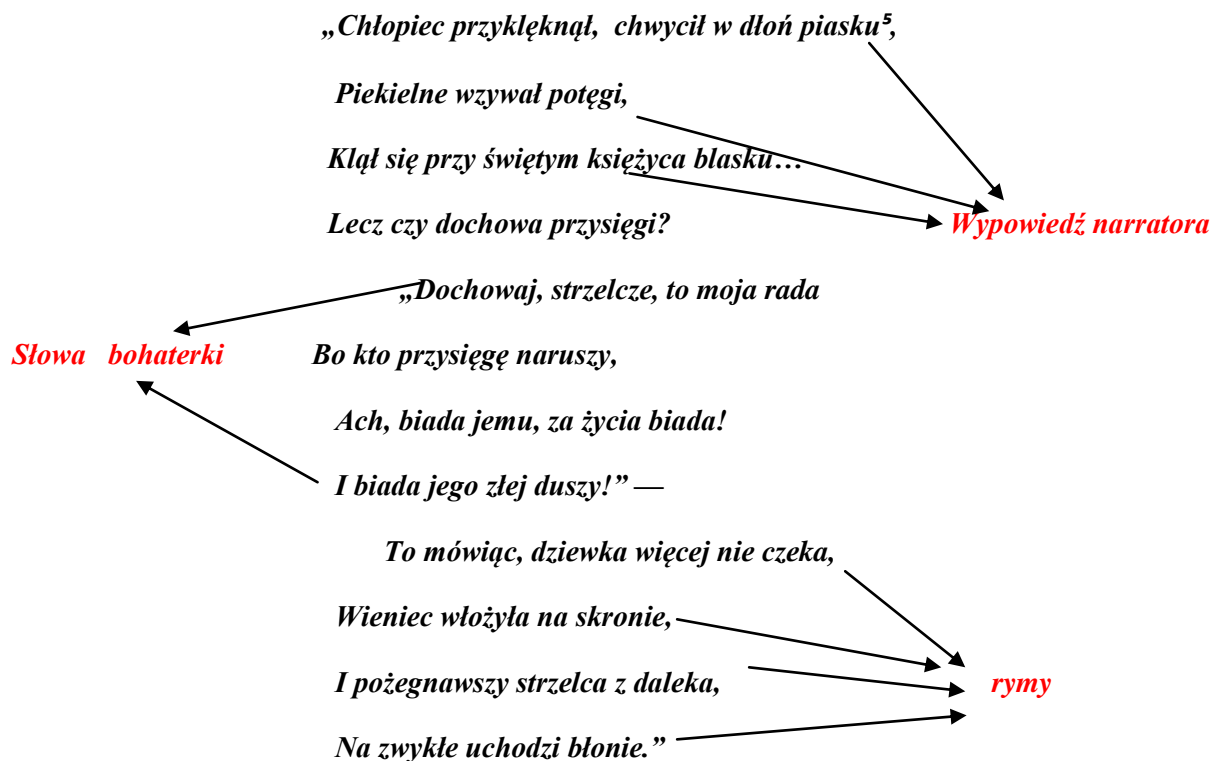 „Chłopiec przyklęknął, chwycił w dłoń piasku⁵,
Piekielne wzywał potęgi,
Klął się przy świętym księżyca blasku…
Lecz czy dochowa przysięgi?
Wypowiedź narratora
„Dochowaj, strzelcze, to moja rada
Słowa bohaterki
Bo kto przysięgę naruszy,
Ach, biada jemu, za życia biada!
I biada jego złej duszy!” —
To mówiąc, dziewka więcej nie czeka,
Wieniec włożyła na skronie,
I pożegnawszy strzelca z daleka,
rymy
Na zwykłe uchodzi błonie.”